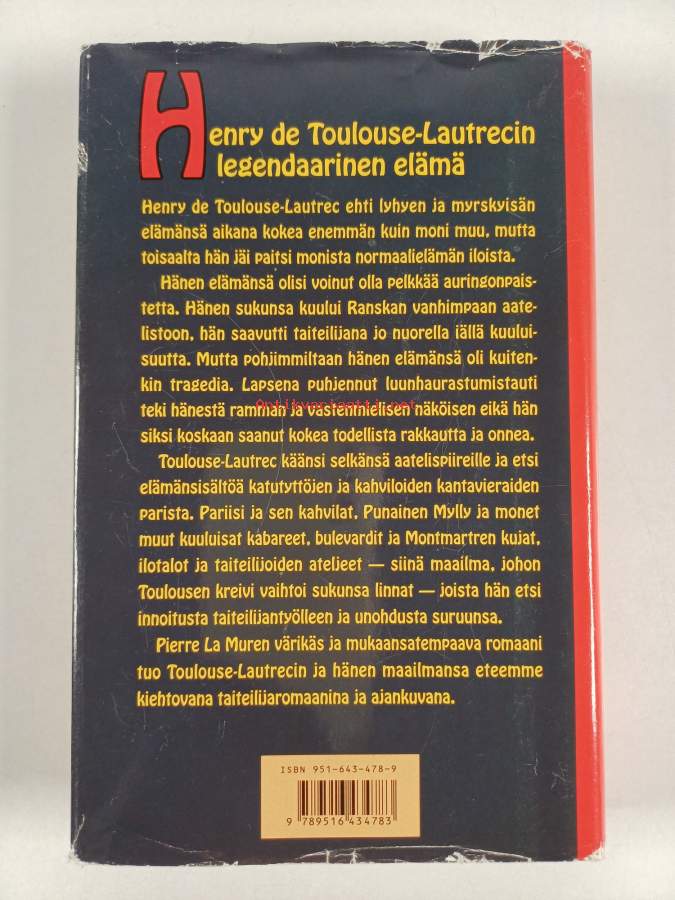 Henry de Toulouse-Lautrecin
legendaarinen elämä
Henry de Toulouse-Lautrec ehti lyhyen ja myrskyisän
elämänsä aikana kokea enemmän kuin moni muu, mutta
toisaalta hän jäi paitsi monista normaalielämän iloista.
Hänen elämänsä olisi voinut olla pelkkää auringonpais-
tetta. Hänen sukunsa kuului Ranskan vanhimpaan aate-
listoon, hän saavutti taiteilijana jo nuorella iällä kuului-
suutta. Mutta pohjimmiltaan hänen elämänsä oli kuiten-
kin tragedia. Lapsena puhjennut luunhaurastumistauti
Antikvariaatti.net
teki hänestä ramman ja vastenmielisen näköisen eikä hän
siksi koskaan saanut kokea todellista rakkautta ja onnea.
Toulouse-Lautrec käänsi selkänsä aatelispiireille ja etsi
elämänsisältöä katutyttöjen ja kahviloiden kantavieraiden
parista. Pariisi ja sen kahvilat, Punainen Mylly ja monet
muut kuuluisat kabareet, bulevardit ja Montmartren kujat,
ilotalot ja taiteilijoiden ateljeet — siinä maailma, johon
Toulousen kreivi vaihtoi sukunsa linnat — joista hän etsi
innoitusta taiteilijantyölleen ja unohdusta suruunsa.
Pierre La Muren värikäs ja mukaansatempaava romaani
tuo Toulouse-Lautrecin ja hänen maailmansa eteemme
kiehtovana taiteilijaromaanina ja ajankuvana.
ISBN 951-643-478-9
9 789516 434783